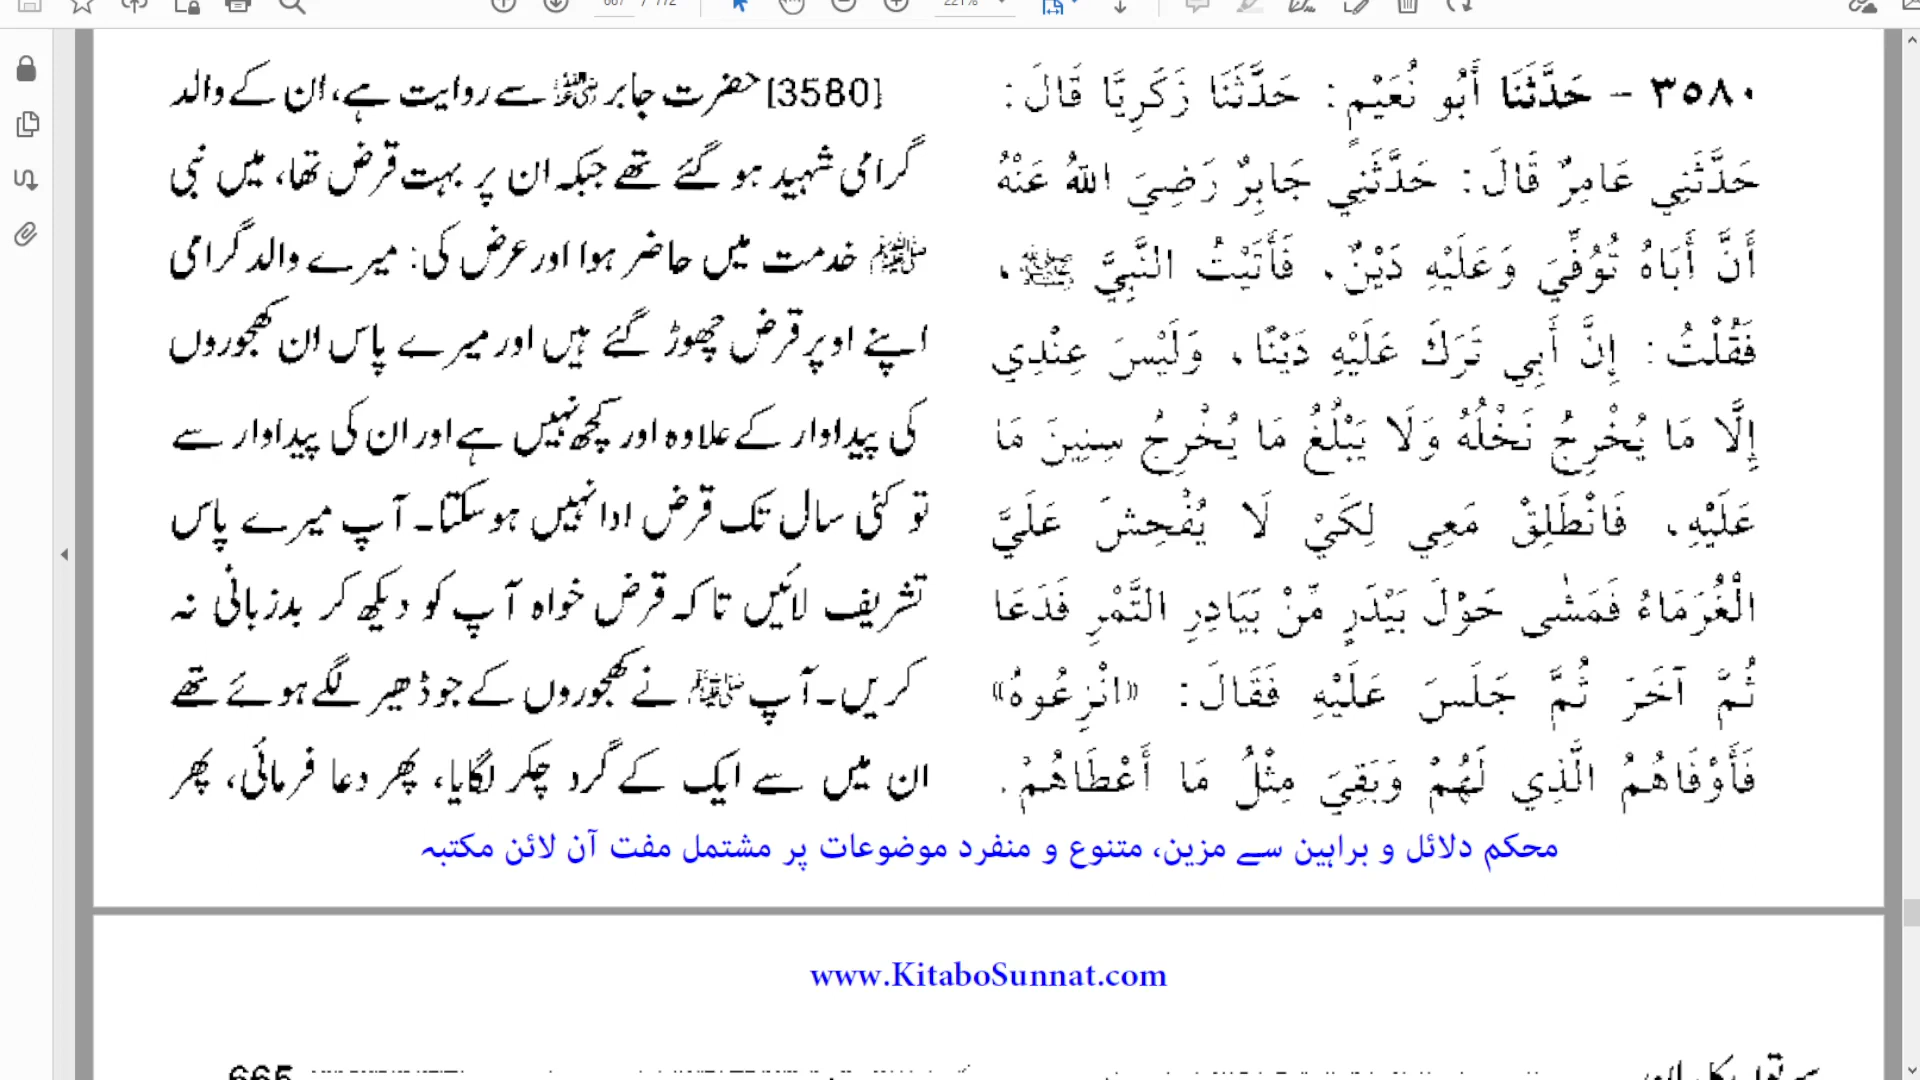 667 / 772
221%
٣٥٨٠ - حَدَّثَنَا أَبُو نُعَيْمٍ: حَدَّثَنَا زَكَرِيَّا قَالَ:
حَدَّثَنِي عَامِرٌ قَالَ: حَدَّثَنِي جَابِرٌ رَضِيَ اللهُ عَنْهُ
أَنَّ أَبَاهُ تُوُفِّيَ وَعَلَيْهِ دَيْنٌ، فَأَتَيْتُ النَّبِيَّ ﷺ،
فَقُلْتُ: إِنَّ أَبِي تَرَكَ عَلَيْهِ دَيْنًا، وَلَيْسَ عِنْدِي
إِلَّا مَا يُخْرِجُ نَخْلُهُ وَلَا يَبْلُغُ مَا يُخْرِجُ سِنِينَ مَا
عَلَيْهِ، فَانْطَلِقْ مَعِي لِكَيْ لَا يُفْحِشَ عَلَيَّ
الْغُرَمَاءُ فَمَشٰى حَوْلَ بَيْدَرٍ مِّنْ بَيَادِرِ التَّمْرِ فَدَعَا
ثُمَّ آخَرَ ثُمَّ جَلَسَ عَلَيْهِ فَقَالَ: «انْزِعُوهُ»
فَأَوْفَاهُمُ الَّذِي لَهُمْ وَبَقِيَ مِثْلُ مَا أَعْطَاهُمْ.
[3580] حضرت جابر رضی اللہ عنہ سے روایت ہے، ان کے والد
گرامی شہید ہو گئے تھے جبکہ ان پر بہت قرض تھا، میں نبی
ﷺ خدمت میں حاضر ہوا اور عرض کی: میرے والد گرامی
اپنے اوپر قرض چھوڑ گئے ہیں اور میرے پاس ان کھجوروں
کی پیداوار کے علاوہ اور کچھ نہیں ہے اور ان کی پیداوار سے
تو کئی سال تک قرض ادا نہیں ہو سکتا۔ آپ میرے پاس
تشریف لائیں تاکہ قرض خواہ آپ کو دیکھ کر بدزبانی نہ
کریں۔ آپ ﷺ نے کھجوروں کے جو ڈھیر لگے ہوئے تھے
ان میں سے ایک کے گرد چکر لگایا، پھر دعا فرمائی، پھر
محکم دلائل و براہین سے مزین، متنوع و منفرد موضوعات پر مشتمل مفت آن لائن مکتبہ
www.KitaboSunnat.com
665